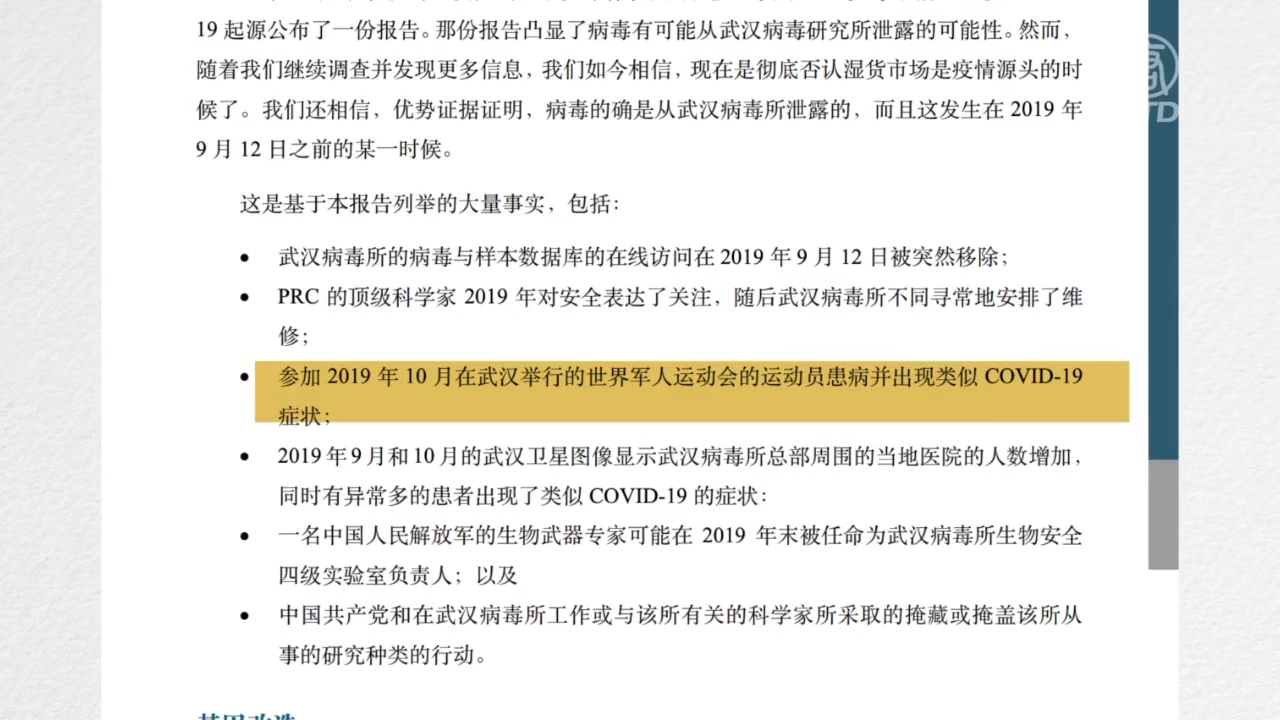 19 起源公布了一份报告。那份报告凸显了病毒有可能从武汉病毒研究所泄露的可能性。然而，
随着我们继续调查并发现更多信息，我们如今相信，现在是彻底否认湿货市场是疫情源头的时
候了。我们还相信，优势证据证明，病毒的确是从武汉病毒所泄露的，而且这发生在 2019 年
9 月 12 日之前的某一时候。
这是基于本报告列举的大量事实，包括：
• 武汉病毒所的病毒与样本数据库的在线访问在 2019 年 9 月 12 日被突然移除；
• PRC 的顶级科学家 2019 年对安全表达了关注，随后武汉病毒所不同寻常地安排了维
修；
• 参加 2019 年 10 月在武汉举行的世界军人运动会的运动员患病并出现类似 COVID-19
症状；
• 2019 年 9 月和 10 月的武汉卫星图像显示武汉病毒所总部周围的当地医院的人数增加，
同时有异常多的患者出现了类似 COVID-19 的症状：
• 一名中国人民解放军的生物武器专家可能在 2019 年末被任命为武汉病毒所生物安全
四级实验室负责人；以及
• 中国共产党和在武汉病毒所工作或与该所有关的科学家所采取的掩藏或掩盖该所从
事的研究种类的行动。